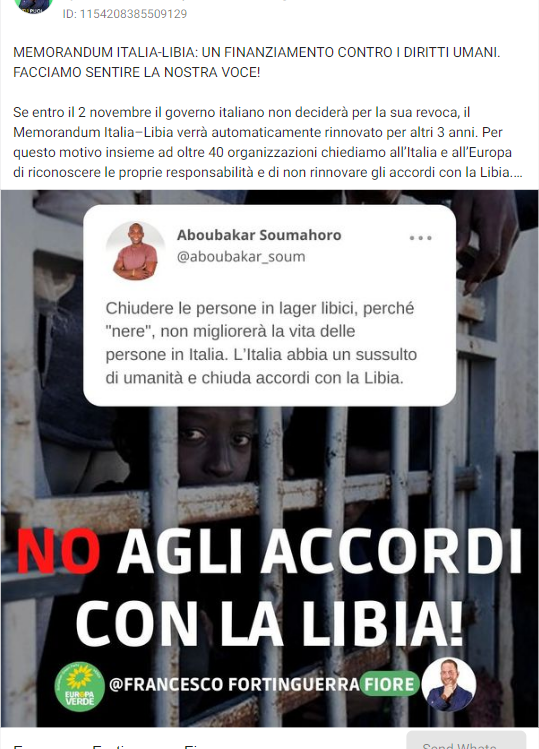 ID: 1154208385509129
MEMORANDUM ITALIA-LIBIA: UN FINANZIAMENTO CONTRO I DIRITTI UMANI.
FACCIAMO SENTIRE LA NOSTRA VOCE!
Se entro il 2 novembre il governo italiano non deciderà per la sua revoca, il
Memorandum Italia–Libia verrà automaticamente rinnovato per altri 3 anni. Per
questo motivo insieme ad oltre 40 organizzazioni chiediamo all'Italia e all'Europa
di riconoscere le proprie responsabilità e di non rinnovare gli accordi con la Libia....
Aboubakar Soumahoro
@aboubakar_soum
Chiudere le persone in lager libici, perché
"nere", non migliorerà la vita delle
persone in Italia. L'Italia abbia un sussulto
di umanità e chiuda accordi con la Libia.
NO AGLI ACCORDI
CON LA LIBIA!
EUROPA
VERDE
@FRANCESCO FORTINGUERRA FIORE